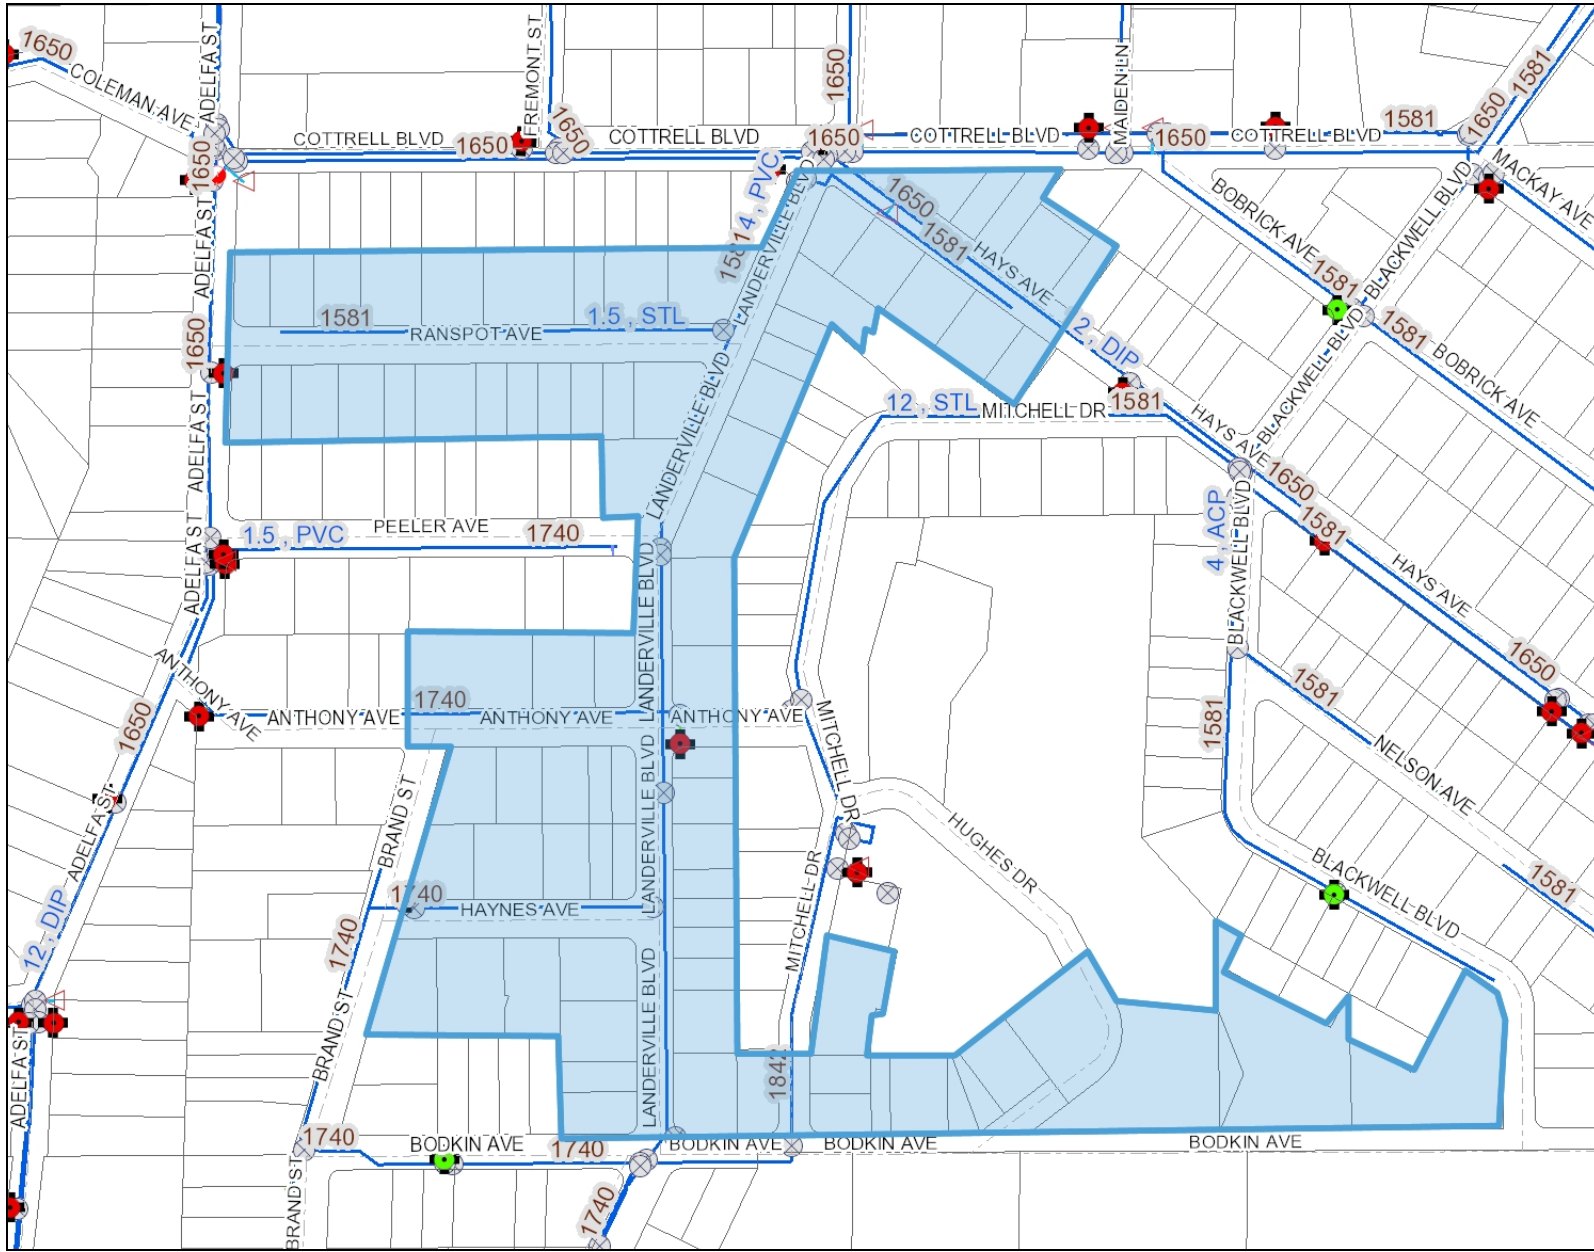 1650
COLEMAN AVE
ADELFA ST
FREMONT ST
1650
MAIDEN LN
1581
1650
COTTRELL BLVD
1650
1650
COTTRELL BLVD
1650
COTTRELL BLVD
1650
COTTRELL BLVD
1581
1650
MACKAY AVE
4 , PVC
1581
LANDERVILLE BLVD
1650
1581
HAYS AVE
BOBRICK AVE
BLACKWELL BLVD
ADELFA ST
1581
1581
BOBRICK AVE
1650
1581
RANSPOT AVE
1.5 , STL
2 , DIP
BLACKWELL BLVD
ADELFA ST
LANDERVILLE BLVD
12 , STL
MITCHELL DR
1581
HAYS AVE
1650
1581
ADELFA ST
1.5 , PVC
PEELER AVE
1740
LANDERVILLE BLVD
4 , ACP
BLACKWELL BLVD
HAYS AVE
1650
ANTHONY AVE
1650
ANTHONY AVE
1740
ANTHONY AVE
ANTHONY AVE
LANDERVILLE BLVD
MITCHELL DR
1581
1581
NELSON AVE
ADELFA ST
BRAND ST
HUGHES DR
BLACKWELL BLVD
1581
12 , DIP
1740
HAYNES AVE
1740
MITCHELL DR
LANDERVILLE BLVD
ADELFA ST
BRAND ST
1842
1740
BODKIN AVE
1740
BODKIN AVE
BODKIN AVE
BODKIN AVE
BRAND ST
1740